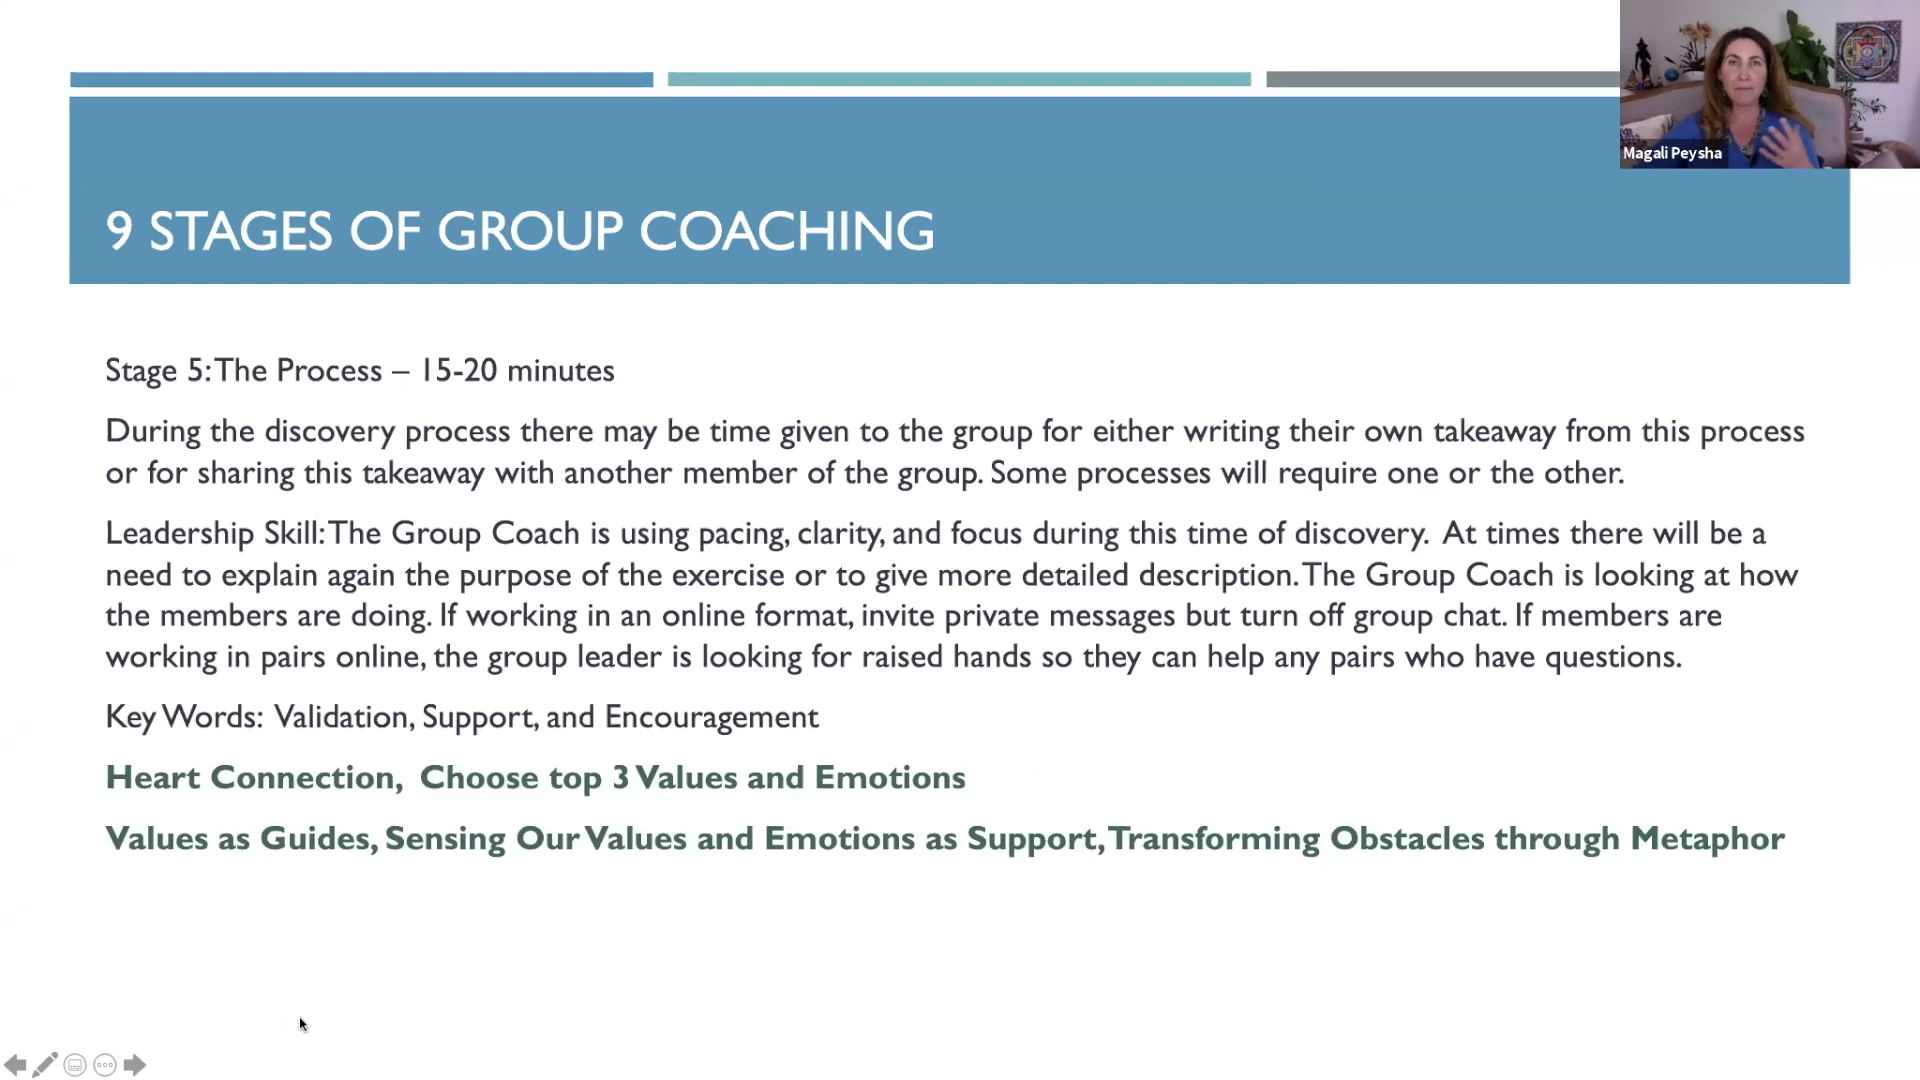 Magali Peysha
9 STAGES OF GROUP COACHING
Stage 5: The Process – 15-20 minutes
During the discovery process there may be time given to the group for either writing their own takeaway from this process
or for sharing this takeaway with another member of the group. Some processes will require one or the other.
Leadership Skill: The Group Coach is using pacing, clarity, and focus during this time of discovery. At times there will be a
need to explain again the purpose of the exercise or to give more detailed description. The Group Coach is looking at how
the members are doing. If working in an online format, invite private messages but turn off group chat. If members are
working in pairs online, the group leader is looking for raised hands so they can help any pairs who have questions.
Key Words: Validation, Support, and Encouragement
Heart Connection, Choose top 3 Values and Emotions
Values as Guides, Sensing Our Values and Emotions as Support, Transforming Obstacles through Metaphor